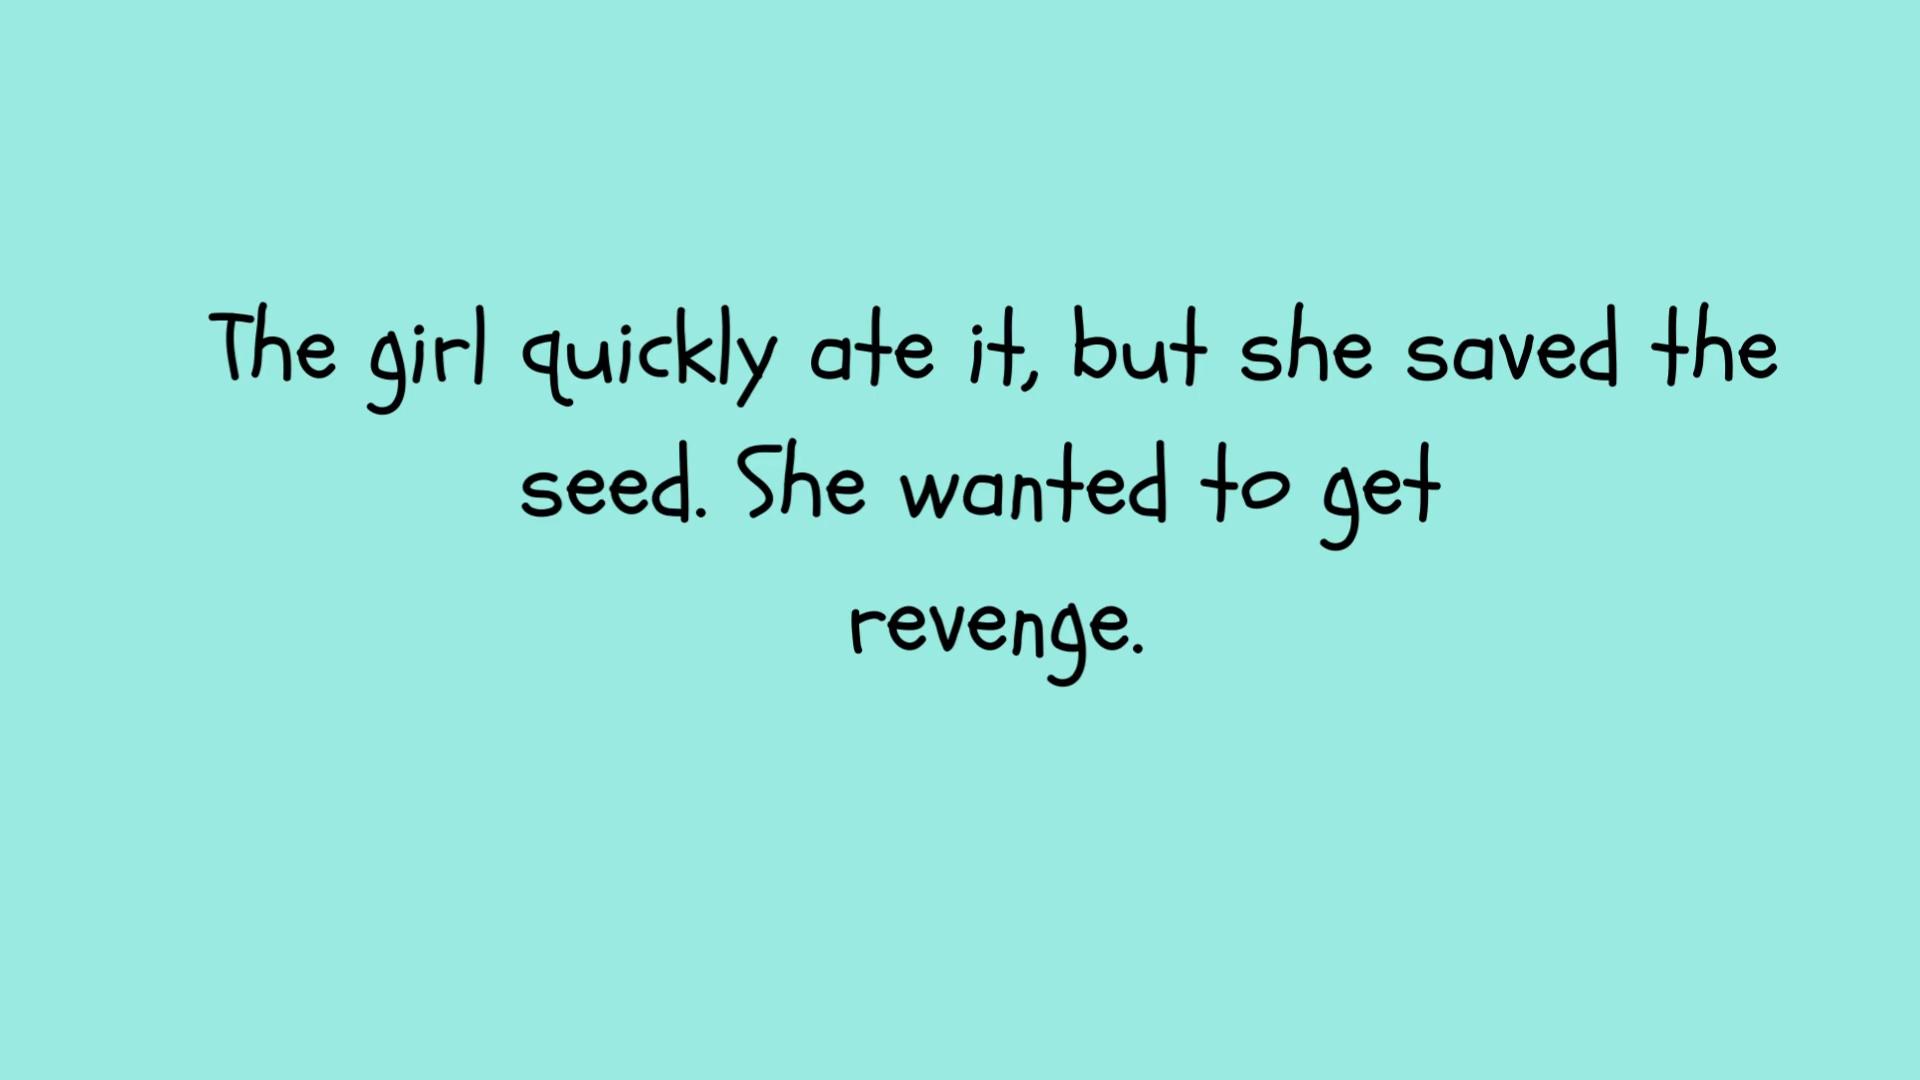 The girl quickly ate it, but she saved the
seed. She wanted to get
revenge.